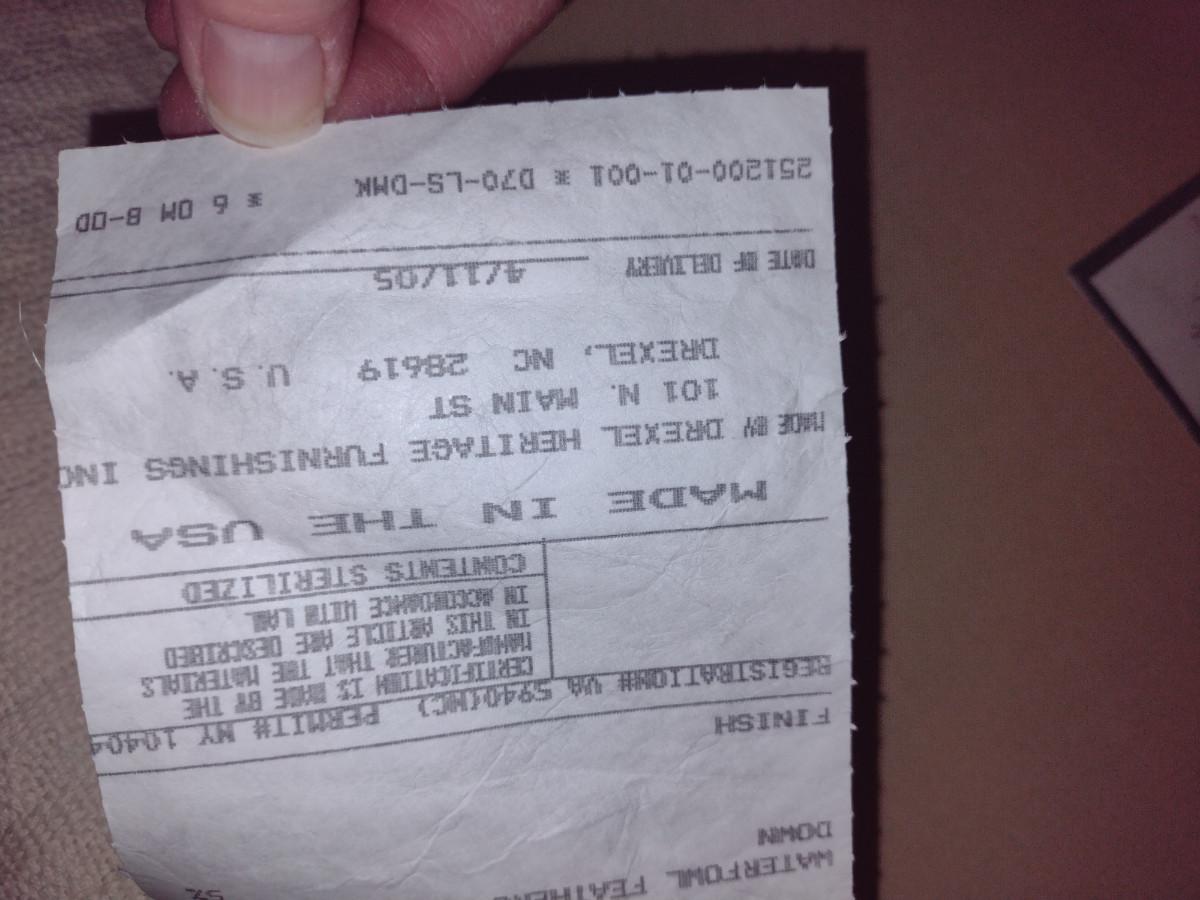 WATERFOWL FEATHER
DOWN 5%
FINISH
REGISTRATION# VA 59404(NC) PERMIT# NY 10404
CERTIFICATION IS MADE BY THE
MANUFACTURER THAT THE MATERIALS
IN THIS ARTICLE ARE DESCRIBED
IN ACCORDANCE WITH LAW
CONTENTS STERILIZED
MADE IN THE USA
MADE BY DREXEL HERITAGE FURNISHINGS INC
101 N. MAIN ST
DREXEL, NC 28619 U.S.A.
DATE OF DELIVERY 4/11/05
251200-01-001 * D70-LS-DMK * 6 OM B-OD